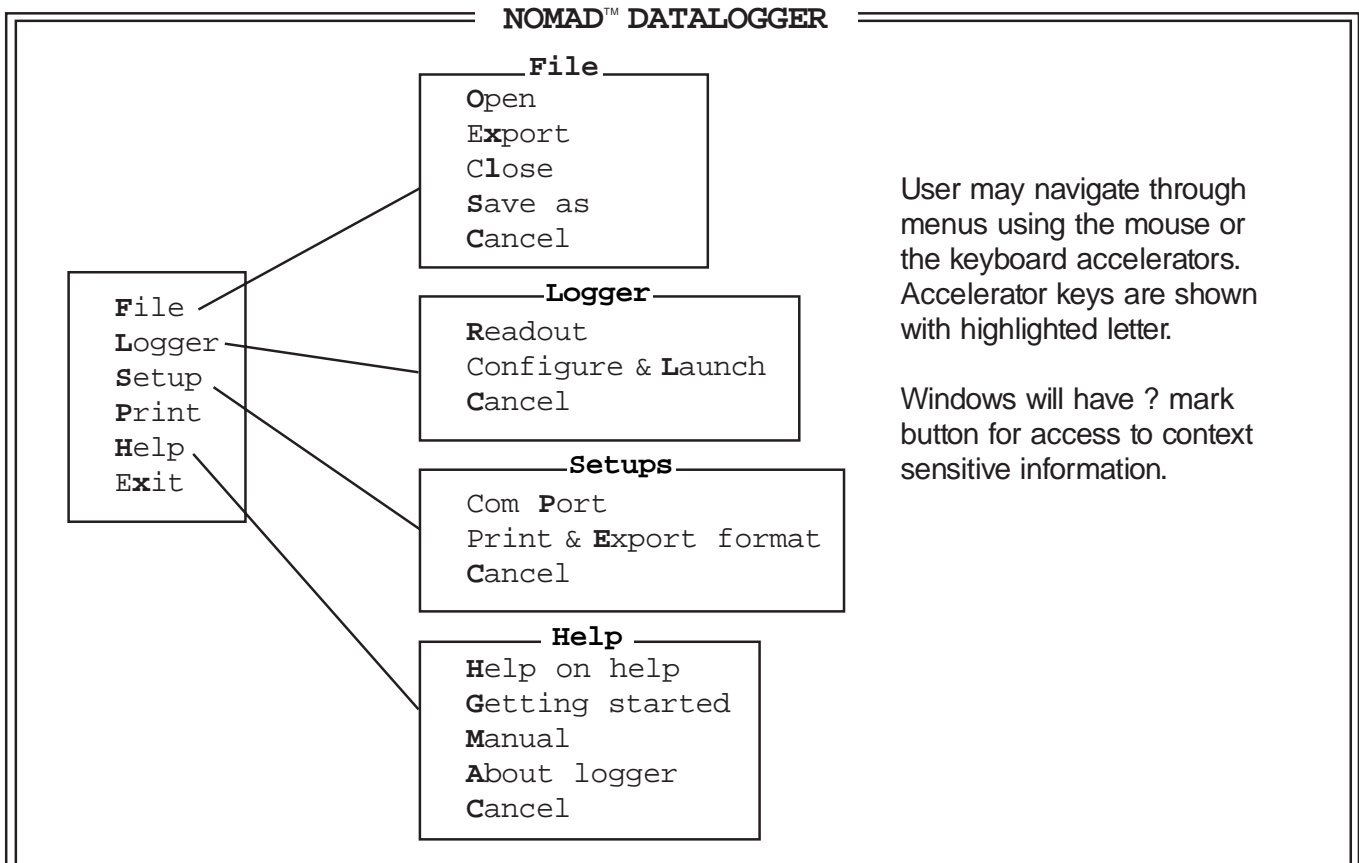 NOMAD™ DATALOGGER
File
Logger
Setup
Print
Help
Exit
File
Open
Export
Close
Save as
Cancel
Logger
Readout
Configure & Launch
Cancel
Setups
Com Port
Print & Export format
Cancel
Help
Help on help
Getting started
Manual
About logger
Cancel
User may navigate through
menus using the mouse or
the keyboard accelerators.
Accelerator keys are shown
with highlighted letter.
Windows will have ? mark
button for access to context
sensitive information.